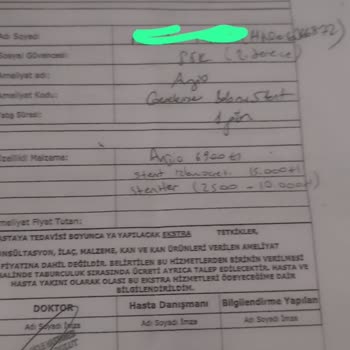 Adı Soyadı
Sosyal Güvencesi: SSK (2. derece)
Ameliyat adı: Anjio
Ameliyat Kodu: Gerekirse Balon, Stent
Yatış Süresi: 1 gün
Özellikli Malzeme: Anjio 6900 tl
Stent 15.000 tl
Stentler (2500 - 10.000 tl)
Ameliyat Fiyat Tutarı:
HASTAYA TEDAVİSİ BOYUNCA YA YAPILACAK EKSTRA TETKİKLER,
KONSÜLTASYON, İLAÇ, MALZEME, KAN VE KAN ÜRÜNLERİ VERİLEN AMELİYAT
FİYATINA DAHİL DEĞİLDİR. BELİRTİLEN BU HİZMETLERDEN BİRİNİN VERİLMESİ
HALİNDE TABURCULUK SIRASINDA ÜCRETİ AYRICA TALEP EDİLECEKTİR. HASTA VE
HASTA YAKINI OLARAK OLASI BU EKSTRA HİZMETLERİ ÖDEYECEĞİME DAİR
BİLGİLENDİRİLDİM.
DOKTOR Hasta Danışmanı Bilgilendirme Yapılan
Adı Soyadı İmza Adı Soyadı İmza Adı Soyadı İmza